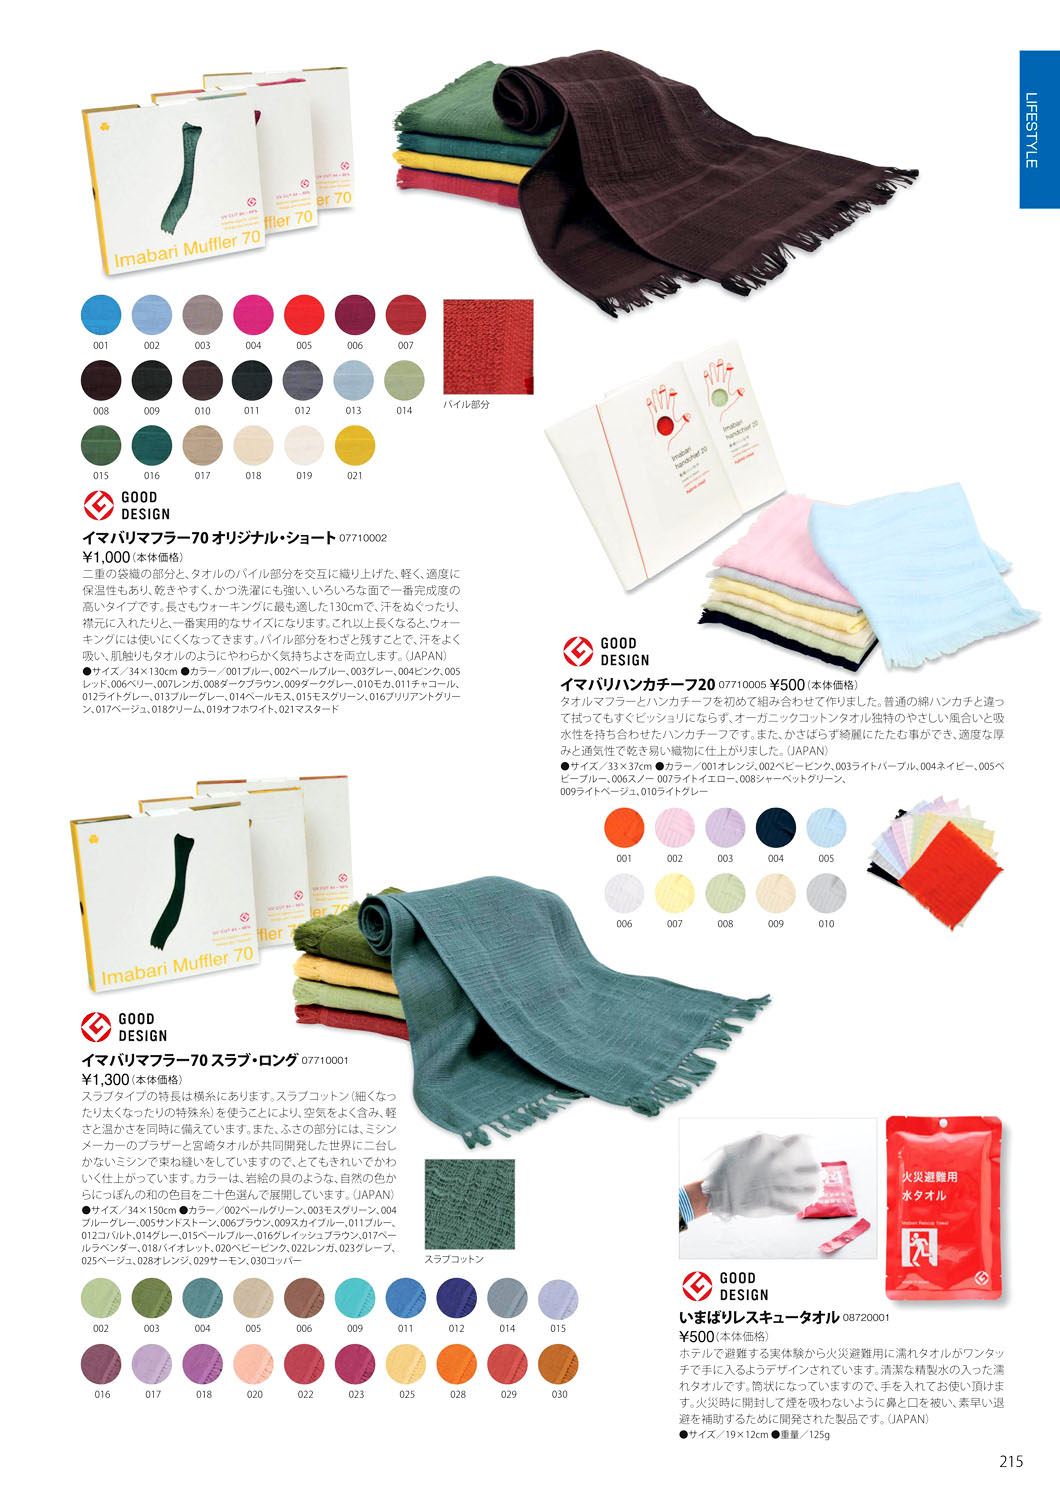 LIFESTYLE
UV CUT 84~98%
Imabari Muffler 70
ffler 70
er 70
001 002 003 004 005 006 007
008 009 010 011 012 013 014
パイル部分
015 016 017 018 019 021
GOOD
DESIGN
イマバリマフラー70 オリジナル・ショート 07710002
¥1,000（本体価格）
二重の袋織の部分と、タオルのパイル部分を交互に織り上げた、軽く、適度に
保温性もあり、乾きやすく、かつ洗濯にも強い、いろいろな面で一番完成度の
高いタイプです。長さもウォーキングに最も適した130cmで、汗をぬぐったり、
襟元に入れたりと、一番実用的なサイズになります。これ以上長くなると、ウォー
キングには使いにくくなってきます。パイル部分をわざと残すことで、汗をよく
吸い、肌触りもタオルのようにやわらかく気持ちよさを両立します。（JAPAN）
●サイズ／34×130cm ●カラー／001ブルー、002ペールブルー、003グレー、004ピンク、005
レッド、006ベリー、007レンガ、008ダークブラウン、009ダークグレー、010モカ、011チャコール、
012ライトグレー、013ブルーグレー、014ペールモス、015モスグリーン、016ブリリアントグリー
ン、017ベージュ、018クリーム、019オフホワイト、021マスタード
Imabari
handchief 20
Imabari
handchief 20
GOOD
DESIGN
イマバリハンカチーフ20 07710005 ¥500（本体価格）
タオルマフラーとハンカチーフを初めて組み合わせて作りました。普通の綿ハンカチと違っ
て拭ってもすぐビッショリにならず、オーガニックコットンタオル独特のやさしい風合いと吸
水性を持ち合わせたハンカチーフです。また、かさばらず綺麗にたたむ事ができ、適度な厚
みと通気性で乾き易い織物に仕上がりました。（JAPAN）
●サイズ／33×37cm ●カラー／001オレンジ、002ベビーピンク、003ライトパープル、004ネイビー、005ベ
ビーブルー、006スノー 007ライトイエロー、008シャーベットグリーン、
009ライトベージュ、010ライトグレー
001 002 003 004 005
006 007 008 009 010
UV CUT 84~98%
Imabari Muffler 70
ffler 7
er 70
GOOD
DESIGN
イマバリマフラー70 スラブ・ロング 07710001
¥1,300（本体価格）
スラブタイプの特長は横糸にあります。スラブコットン（細くなっ
たり太くなったりの特殊糸）を使うことにより、空気をよく含み、軽
さと温かさを同時に備えています。また、ふさの部分には、ミシン
メーカーのブラザーと宮崎タオルが共同開発した世界に二台し
かないミシンで束ね縫いをしていますので、とてもきれいでかわ
いく仕上がっています。カラーは、岩絵の具のような、自然の色か
らにっぽんの和の色目を二十色選んで展開しています。（JAPAN）
●サイズ／34×150cm ●カラー／002ペールグリーン、003モスグリーン、004
ブルーグレー、005サンドストーン、006ブラウン、009スカイブルー、011ブルー、
012コバルト、014グレー、015ペールブルー、016グレイッシュブラウン、017ペー
ルラベンダー、018バイオレット、020ベビーピンク、022レンガ、023グレープ、
025ベージュ、028オレンジ、029サーモン、030コッパー
スラブコットン
002 003 004 005 006 009 011 012 014 015
016 017 018 020 022 023 025 028 029 030
火災避難用
水タオル
Imabari Rescue Towel
GOOD
DESIGN
いまばりレスキュータオル 08720001
¥500（本体価格）
ホテルで避難する実体験から火災避難用に濡れタオルがワンタッ
チで手に入るようデザインされています。清潔な精製水の入った濡
れタオルです。筒状になっていますので、手を入れてお使い頂けま
す。火災時に開封して煙を吸わないように鼻と口を被い、素早い退
避を補助するために開発された製品です。（JAPAN）
●サイズ／19×12cm ●重量／125g
215